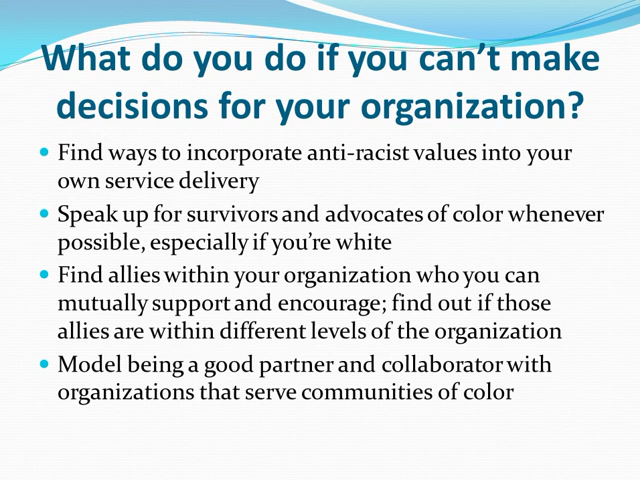 What do you do if you can’t make
decisions for your organization?
• Find ways to incorporate anti-racist values into your
own service delivery
• Speak up for survivors and advocates of color whenever
possible, especially if you’re white
• Find allies within your organization who you can
mutually support and encourage; find out if those
allies are within different levels of the organization
• Model being a good partner and collaborator with
organizations that serve communities of color